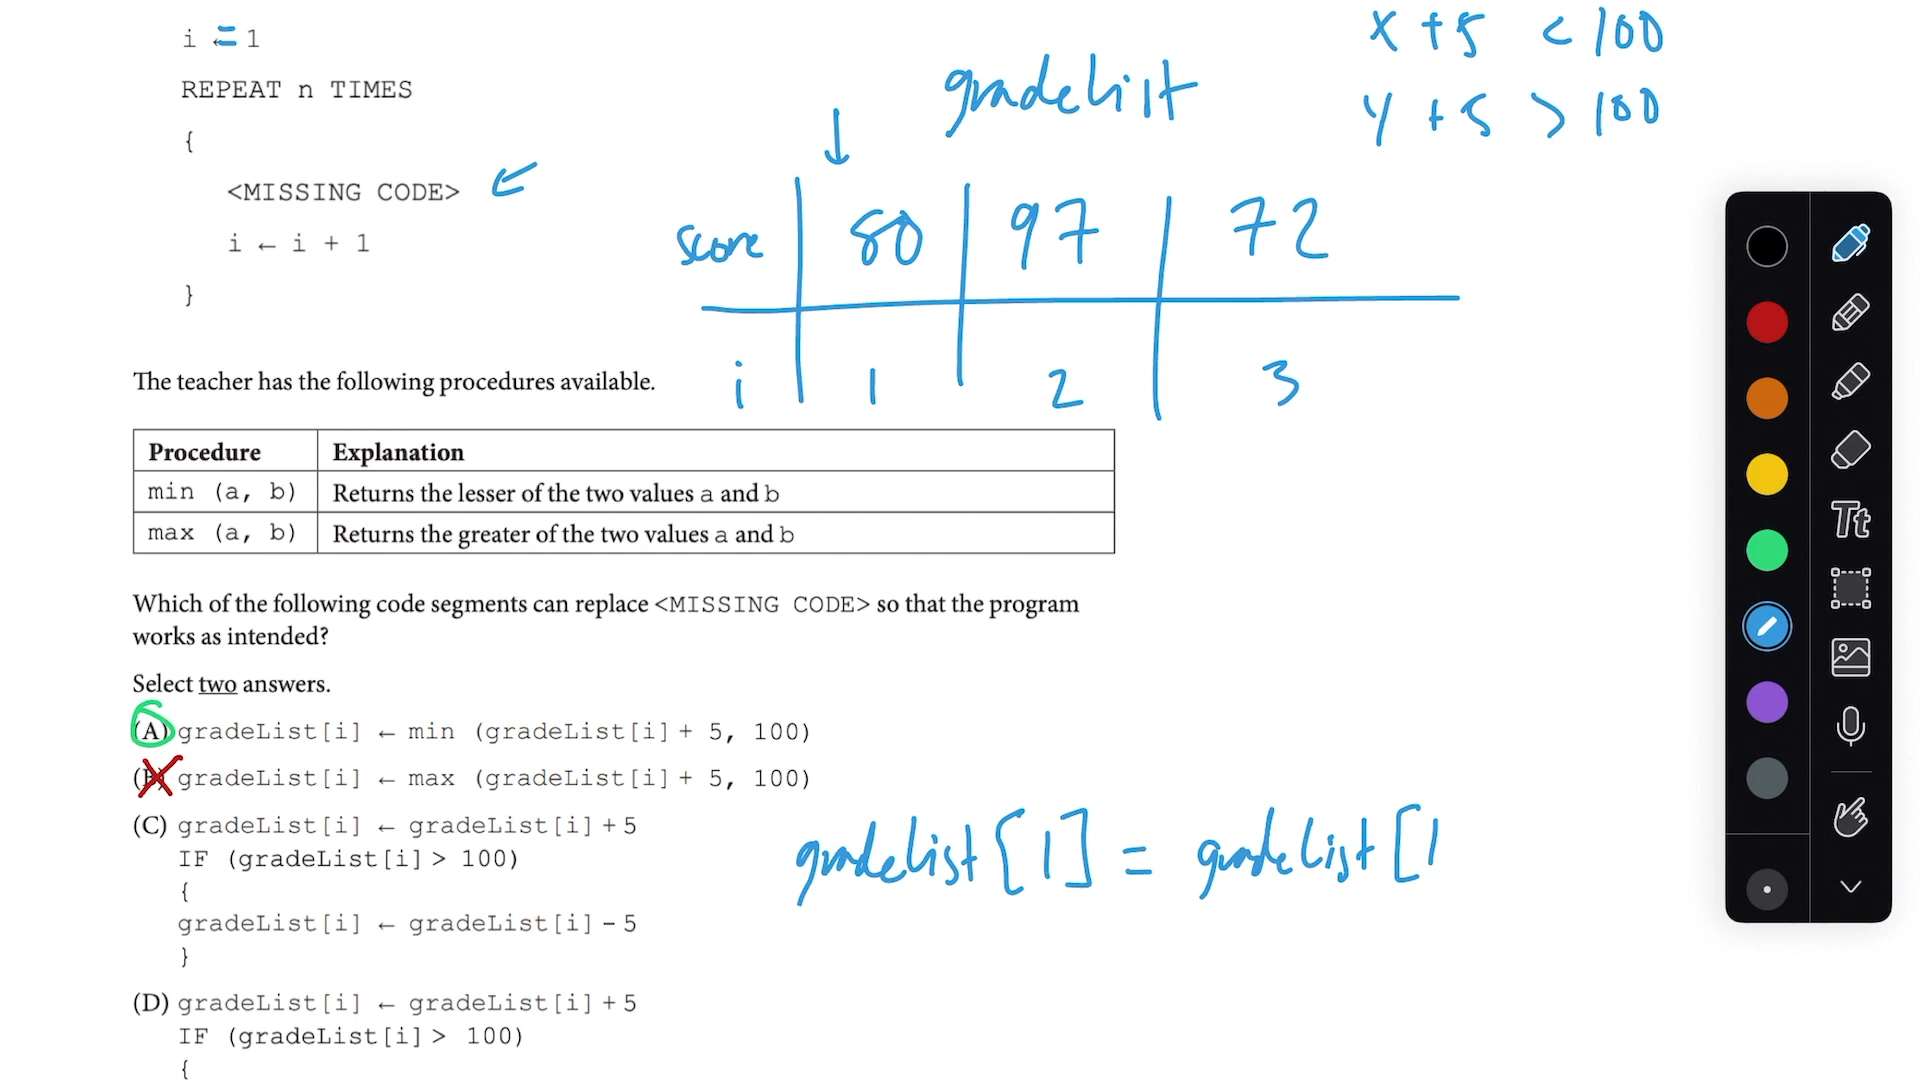 i ← = 1
REPEAT n TIMES
{
<MISSING CODE>
i ← i + 1
}
gradeList
x + 5 < 100
y + 5 > 100
score 80 97 72
i 1 2 3
The teacher has the following procedures available.
Procedure Explanation
min (a, b) Returns the lesser of the two values a and b
max (a, b) Returns the greater of the two values a and b
Which of the following code segments can replace <MISSING CODE> so that the program
works as intended?
Select two answers.
(A) gradeList[i] ← min (gradeList[i] + 5, 100)
(B) gradeList[i] ← max (gradeList[i] + 5, 100)
(C) gradeList[i] ← gradeList[i] + 5
IF (gradeList[i] > 100)
{
gradeList[i] ← gradeList[i] - 5
}
gradelist [1] = gradeList [1
(D) gradeList[i] ← gradeList[i] + 5
IF (gradeList[i] > 100)
{
Tt